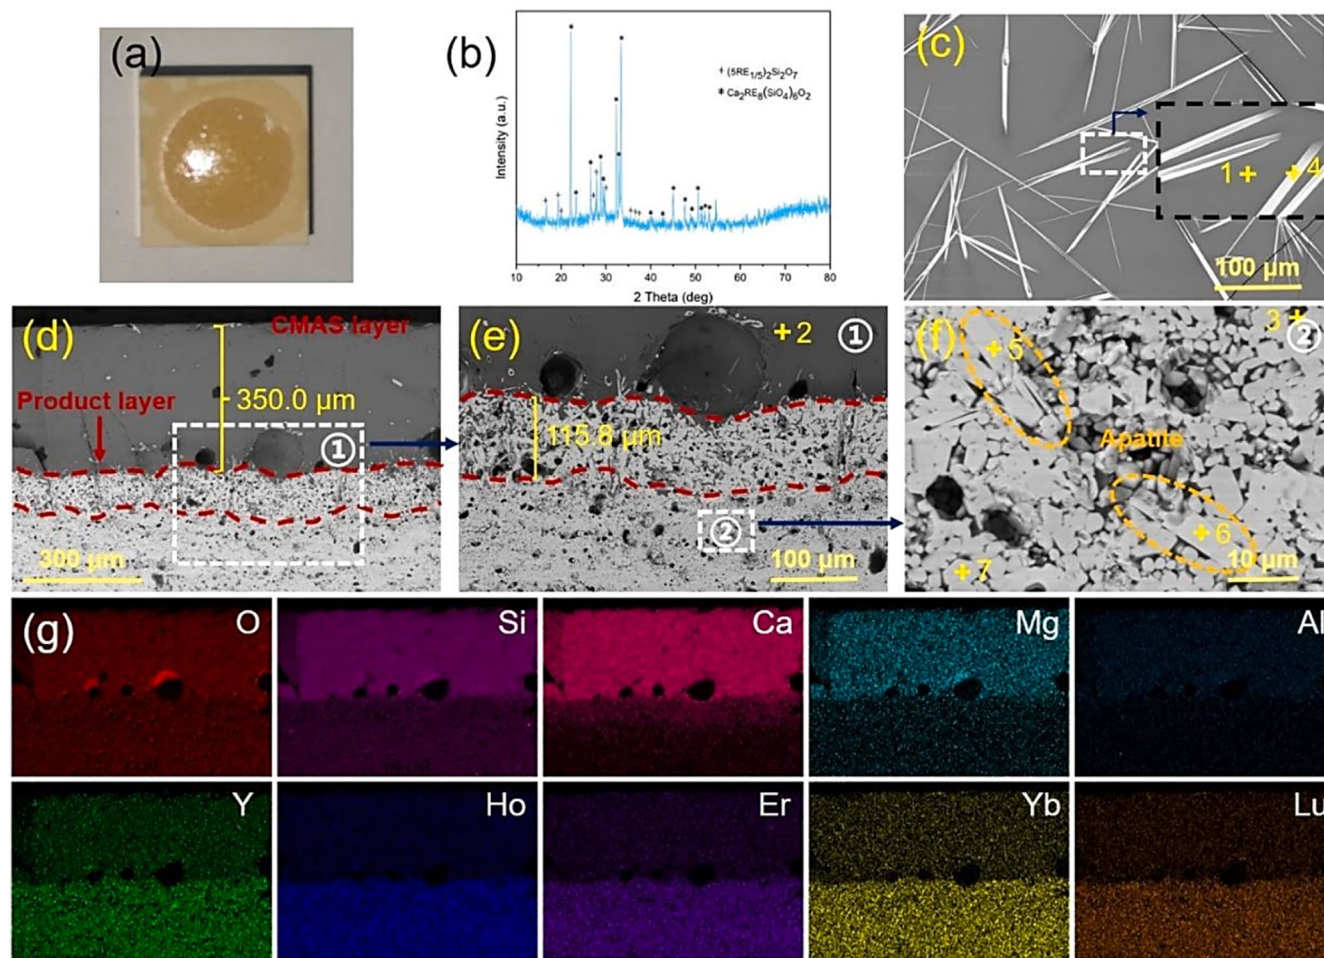 (a)
(b)
Intensity (a.u.)
+ (5RE1/5)2Si2O7
* Ca2RE8(SiO4)6O2
10 20 30 40 50 60 70 80
2 Theta (deg)
(c)
1+
+4
100 μm
(d)
CMAS layer
Product layer
350.0 μm
①
300 μm
(e)
+2
①
115.8 μm
②
100 μm
(f)
3+
②
+5
Apatite
+6
10 μm
+7
(g)
O
Si
Ca
Mg
Al
Y
Ho
Er
Yb
Lu